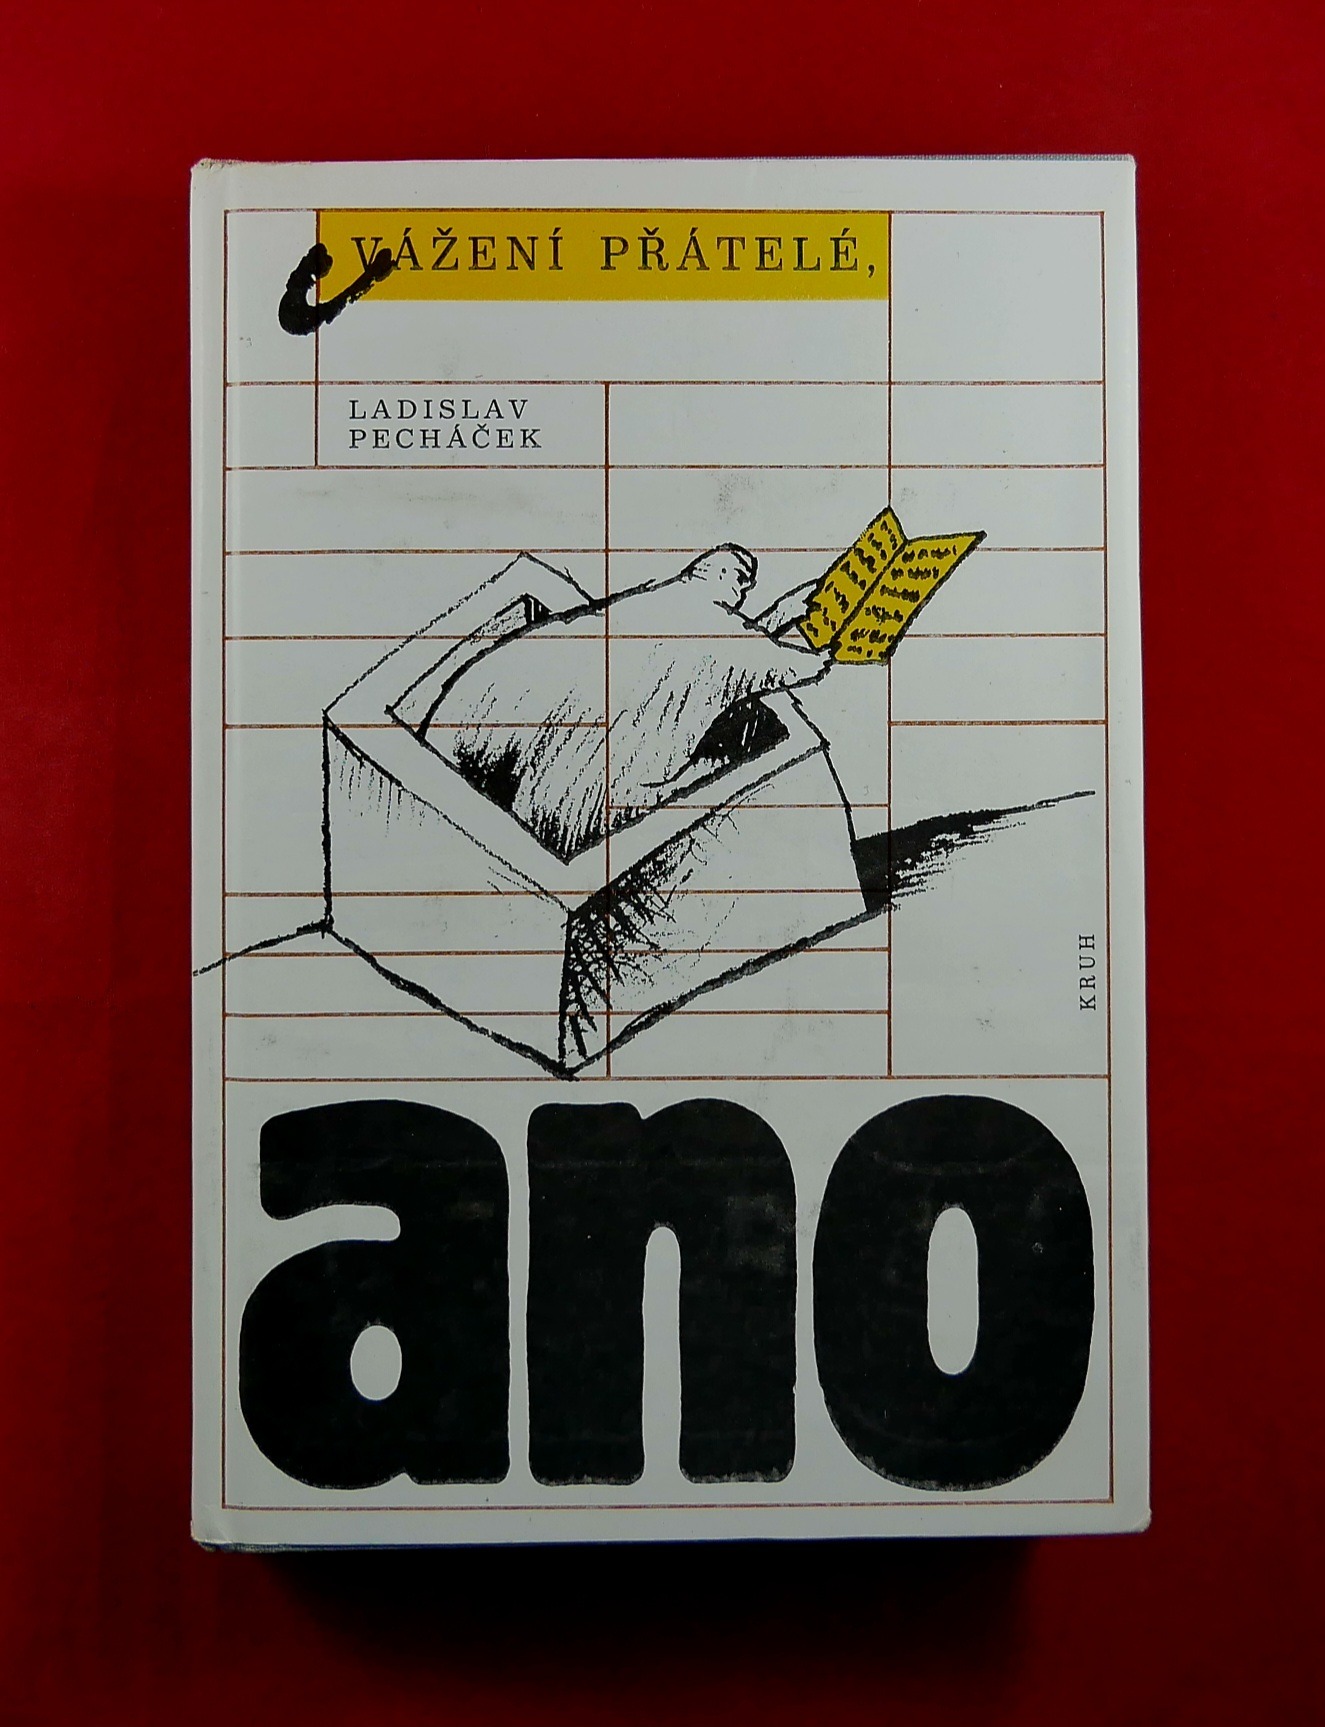 VÁŽENÍ PŘÁTELÉ,
LADISLAV
PECHÁČEK
KRUH
ano